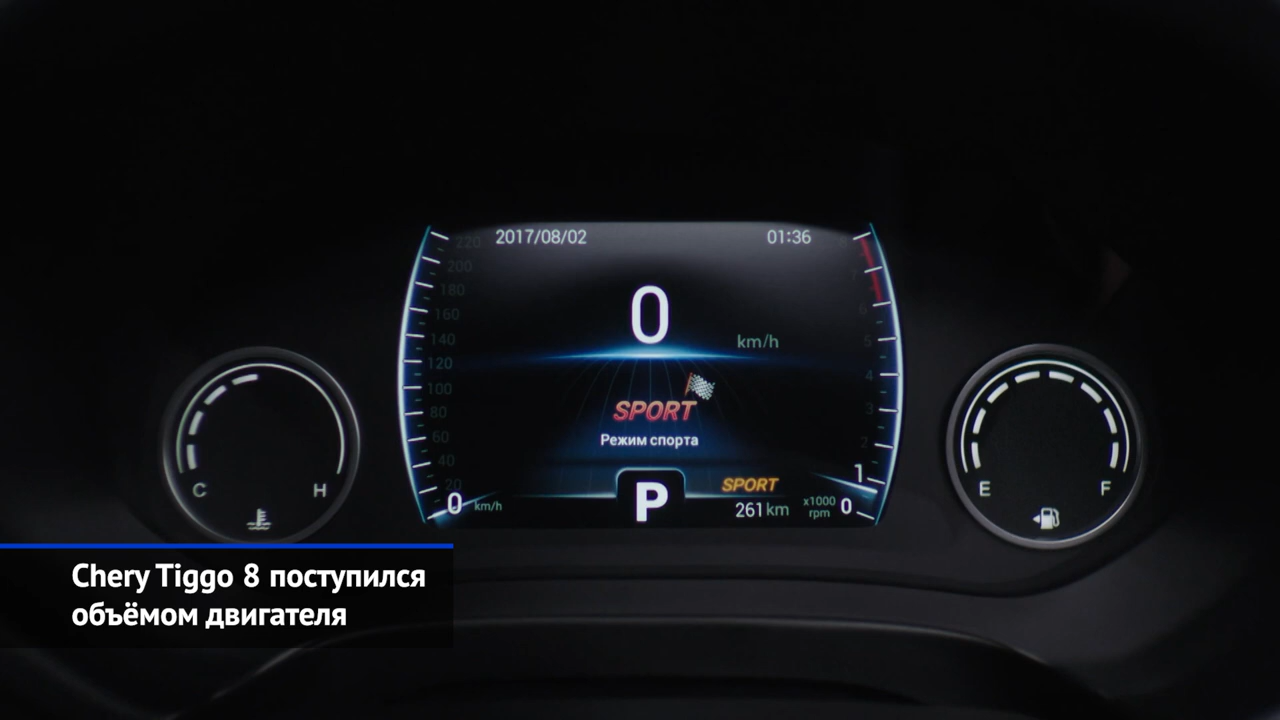 2017/08/02
01:36
220
200
180
160
140
120
100
80
60
40
20
0 km/h
0
km/h
SPORT
Режим спорта
P
SPORT
261 km
x1000
rpm
8
7
6
5
4
3
2
1
0
C
H
E
F
Chery Tiggo 8 поступился
объёмом двигателя